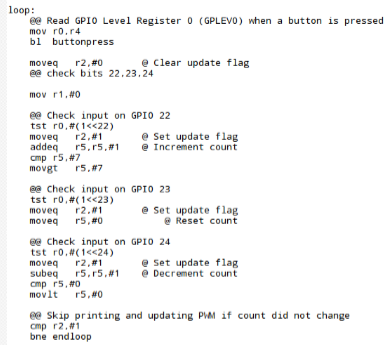 loop:
@@ Read GPIO Level Register 0 (GPLEV0) when a button is pressed
mov r0,r4
bl buttonpress
moveq r2,#0 @ Clear update flag
@@ check bits 22,23,24
mov r1,#0
@@ Check input on GPIO 22
tst r0,#(1<<22)
moveq r2,#1 @ Set update flag
addeq r5,r5,#1 @ Increment count
cmp r5,#7
movgt r5,#7
@@ Check input on GPIO 23
tst r0,#(1<<23)
moveq r2,#1 @ Set update flag
moveq r5,#0 @ Reset count
@@ Check input on GPIO 24
tst r0,#(1<<24)
moveq r2,#1 @ Set update flag
subeq r5,r5,#1 @ Decrement count
cmp r5,#0
movlt r5,#0
@@ Skip printing and updating PWM if count did not change
cmp r2,#1
bne endloop